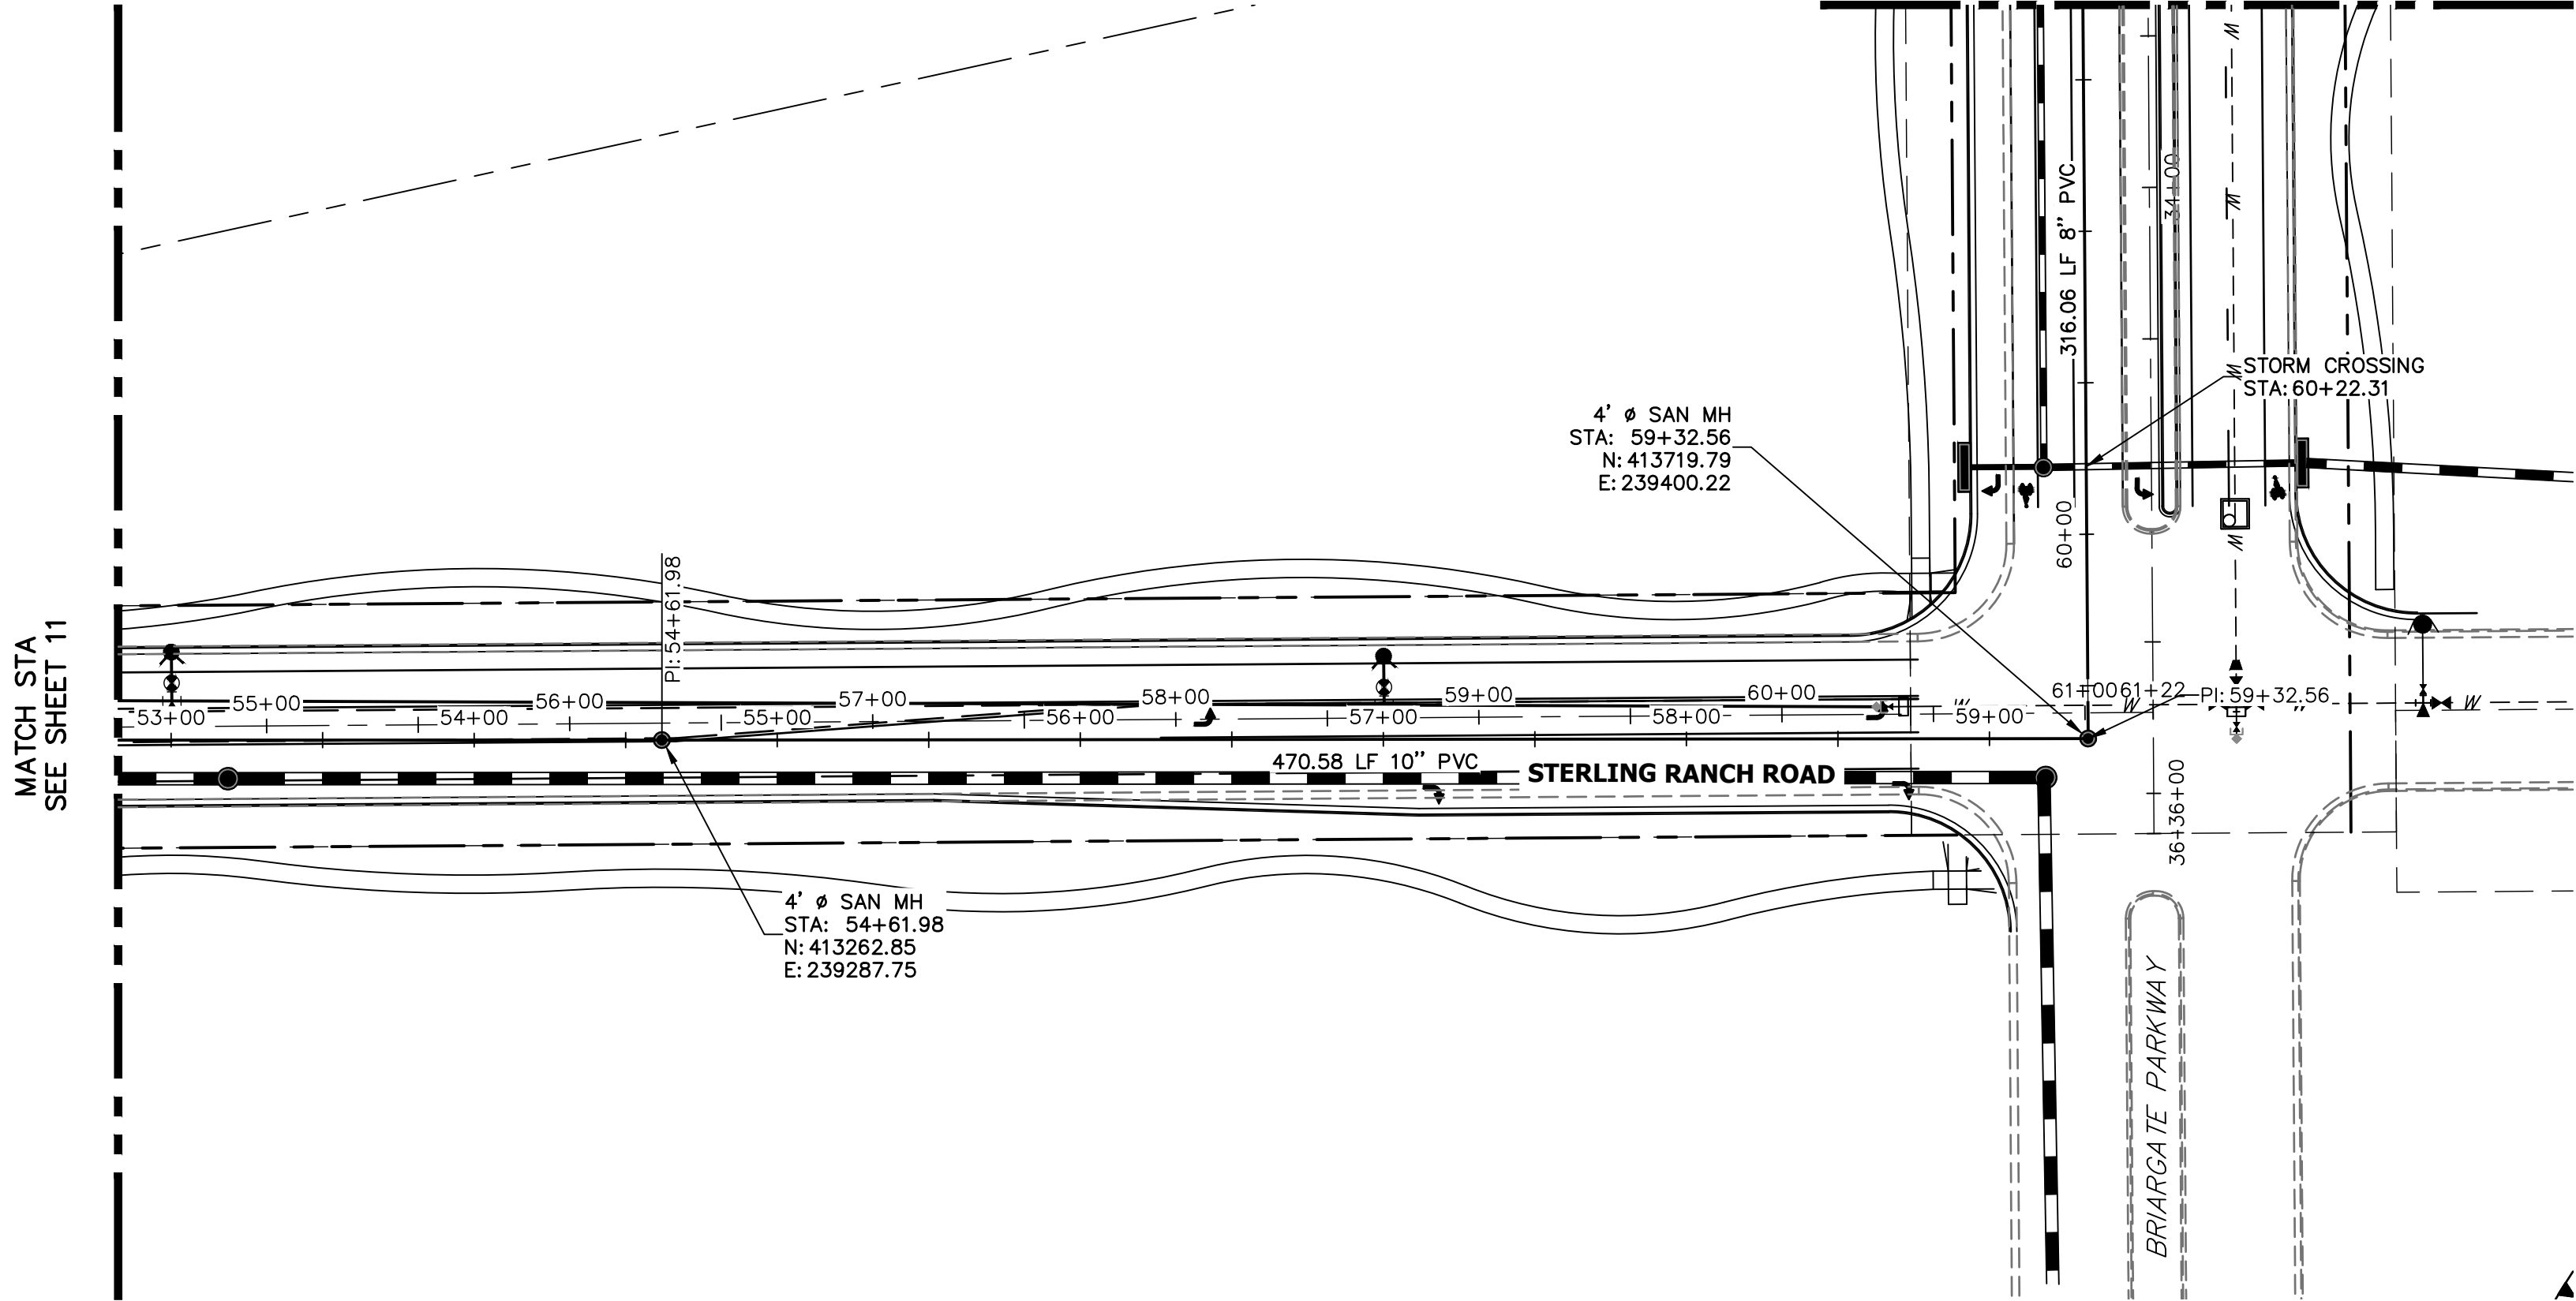 MATCH STA
SEE SHEET 11
316.06 LF 8" PVC
34+00
STORM CROSSING
STA: 60+22.31
4' ø SAN MH
STA: 59+32.56
N: 413719.79
E: 239400.22
60+00
PI: 54+61.98
55+00
56+00
57+00
58+00
59+00
60+00
61+00
61+22
PI: 59+32.56
53+00
54+00
55+00
56+00
57+00
58+00
59+00
W
W
W
W
W
W
W
W
470.58 LF 10" PVC
STERLING RANCH ROAD
36+36+00
4' ø SAN MH
STA: 54+61.98
N: 413262.85
E: 239287.75
BRIARGATE PARKWAY